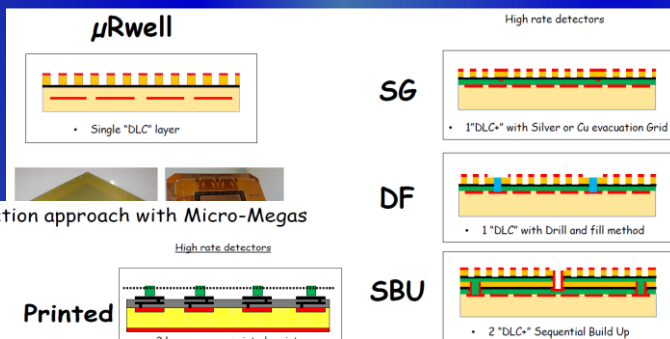 µRwell
• Single “DLC” layer
High rate detectors
SG
• 1”DLC+” with Silver or Cu evacuation Grid
DF
• 1 “DLC” with Drill and fill method
SBU
• 2 “DLC+” Sequential Build Up
approach with Micro-Megas
High rate detectors
Printed